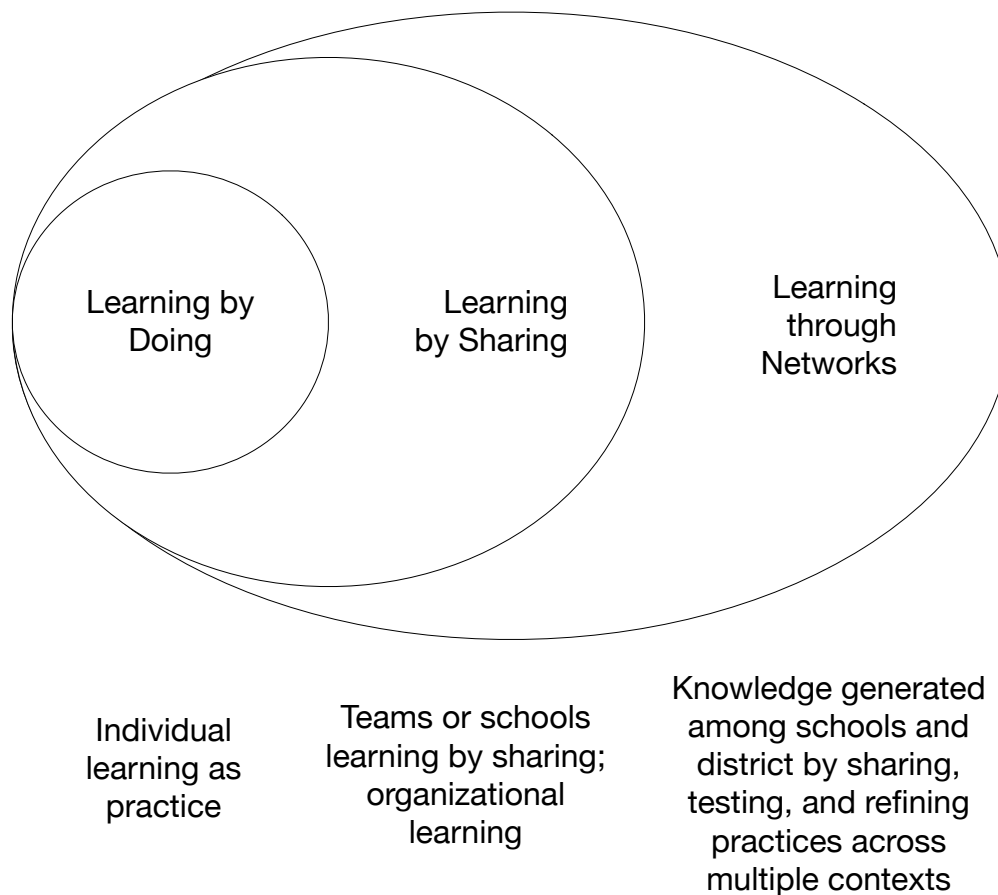 Learning by
Doing
Learning
by Sharing
Learning
through
Networks
Individual
learning as
practice
Teams or schools
learning by sharing;
organizational
learning
Knowledge generated
among schools and
district by sharing,
testing, and refining
practices across
multiple contexts